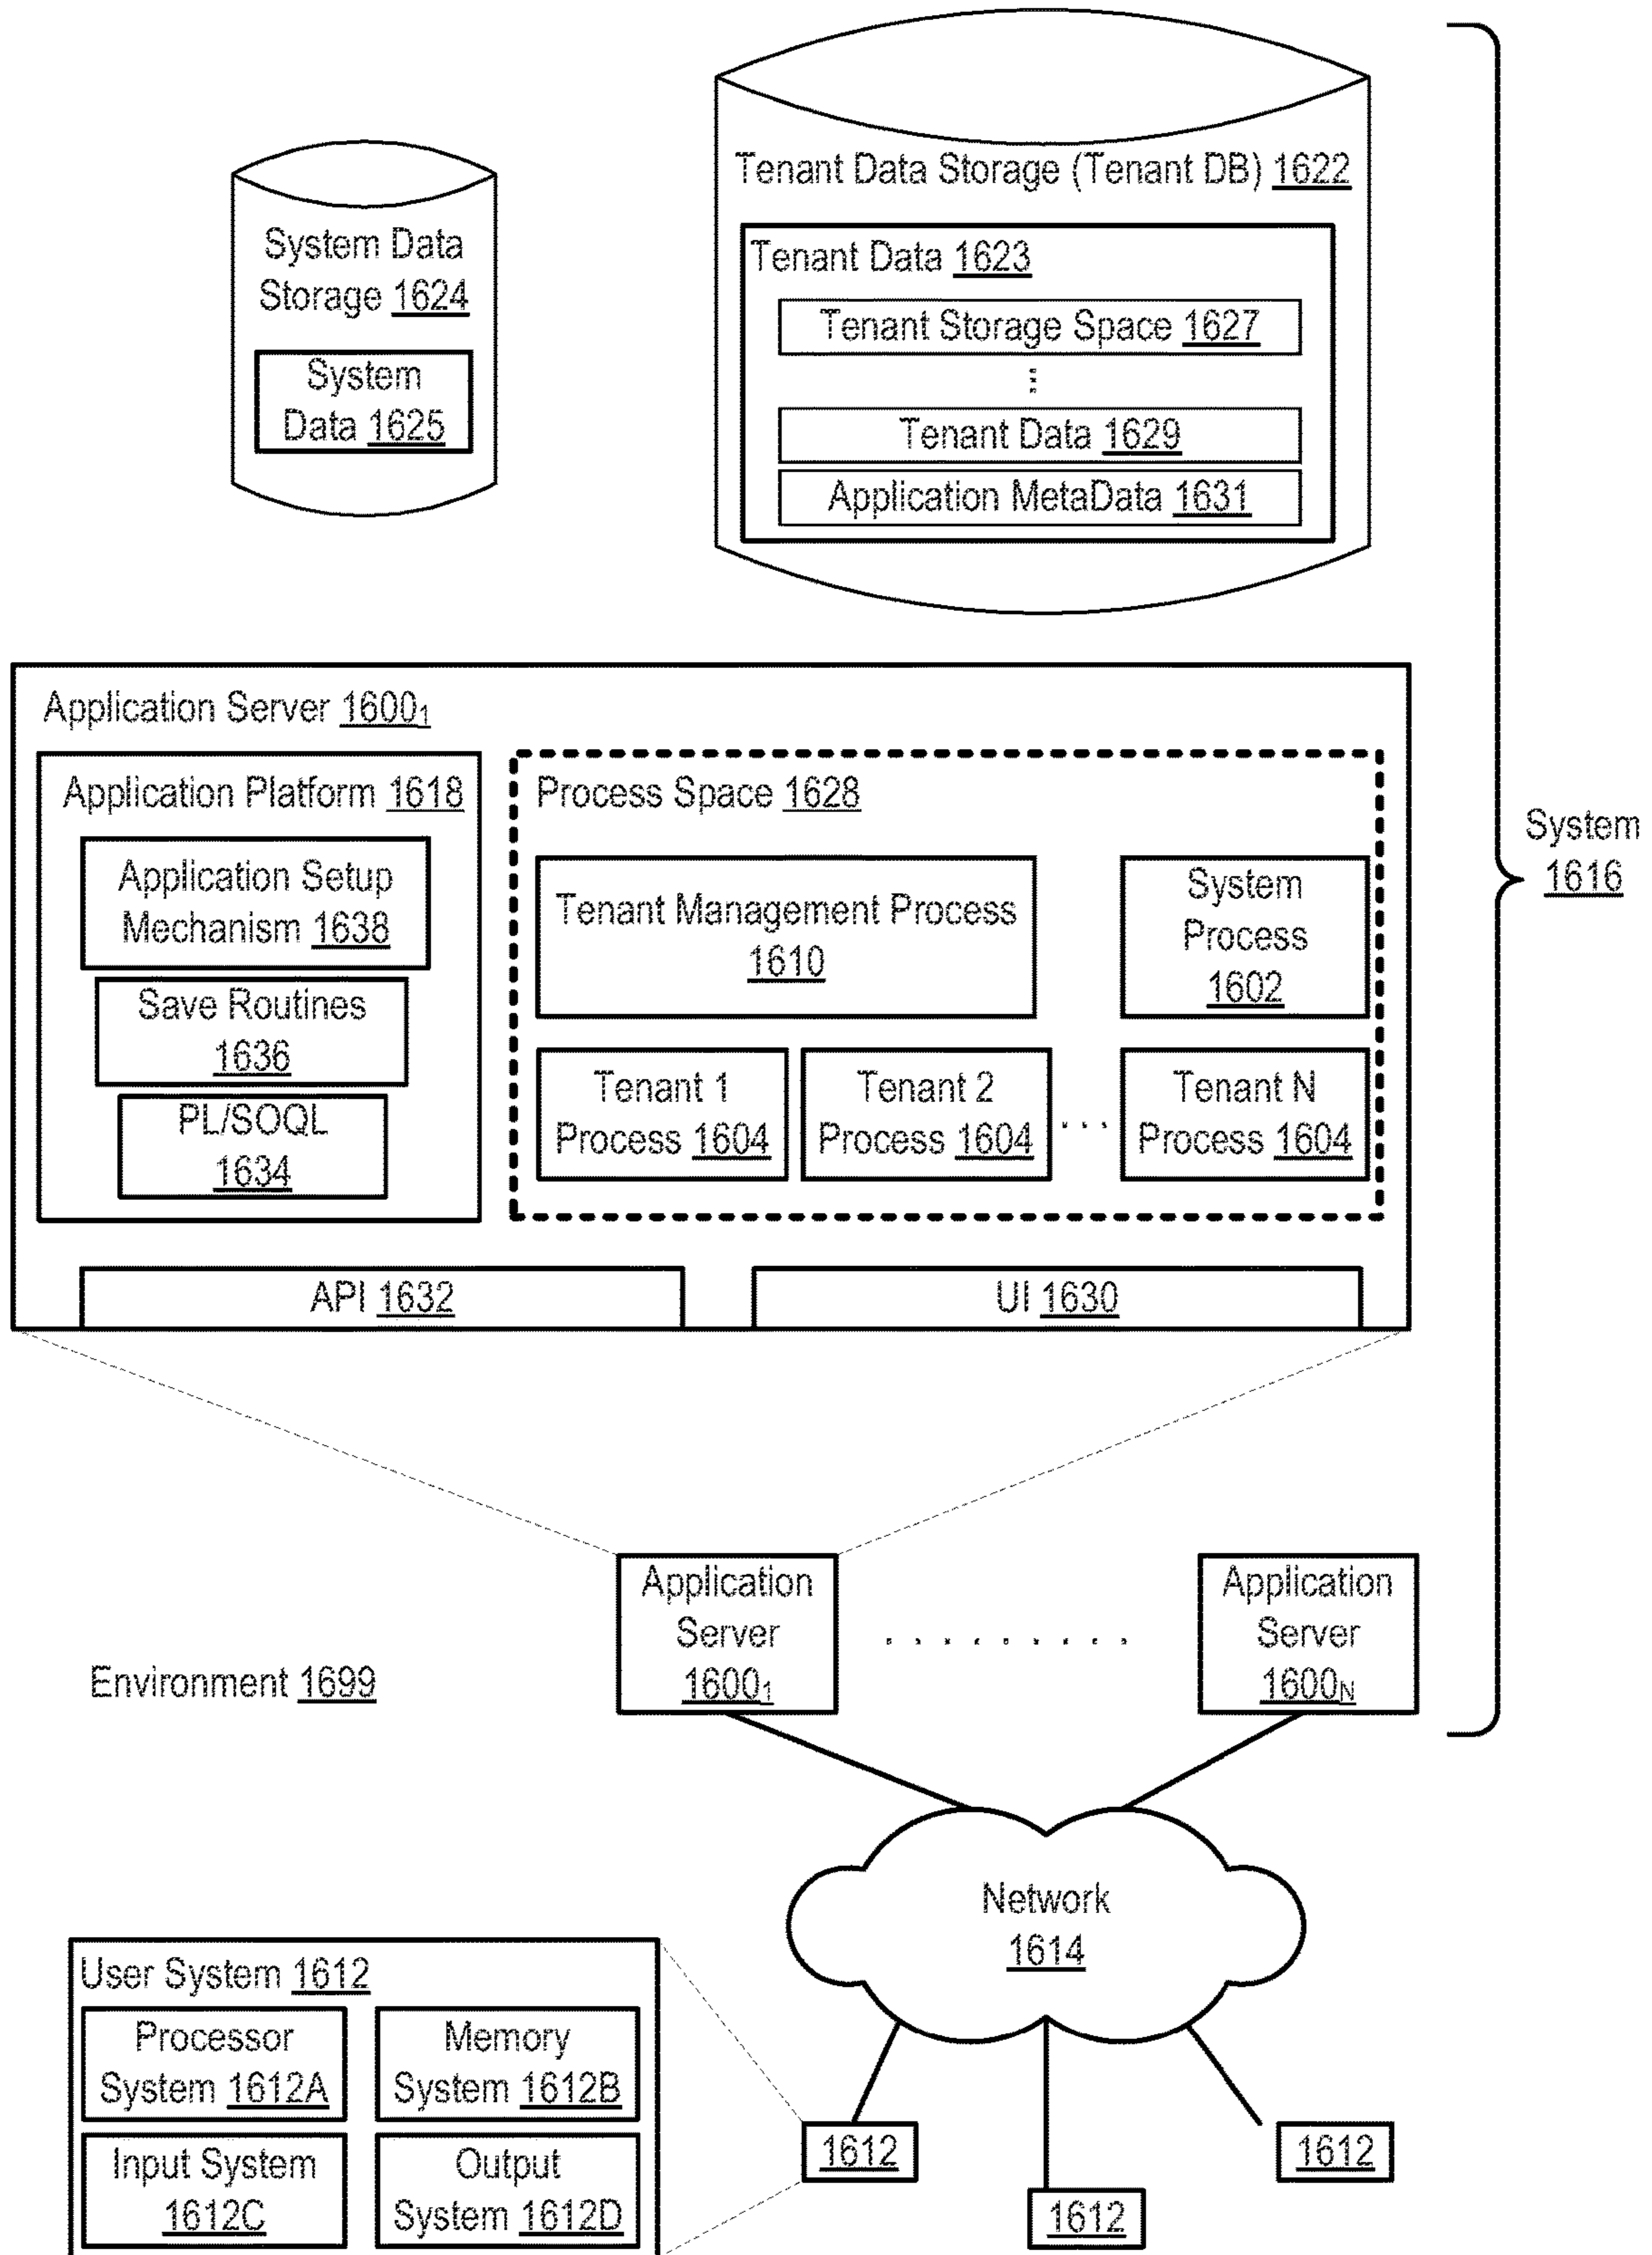 Tenant Data Storage (Tenant DB) 1622
System Data
Storage 1624
System
Data 1625
Tenant Data 1623
Tenant Storage Space 1627
Tenant Data 1629
Application MetaData 1631
System
1616
Application Server 1600₁
Application Platform 1618
Application Setup
Mechanism 1638
Save Routines
1636
PL/SOQL
1634
Process Space 1628
Tenant Management Process
1610
System
Process
1602
Tenant 1
Process 1604
Tenant 2
Process 1604
Tenant N
Process 1604
API 1632
UI 1630
Application
Server
1600₁
Application
Server
1600N
Environment 1699
Network
1614
User System 1612
Processor
System 1612A
Memory
System 1612B
Input System
1612C
Output
System 1612D
1612
1612
1612